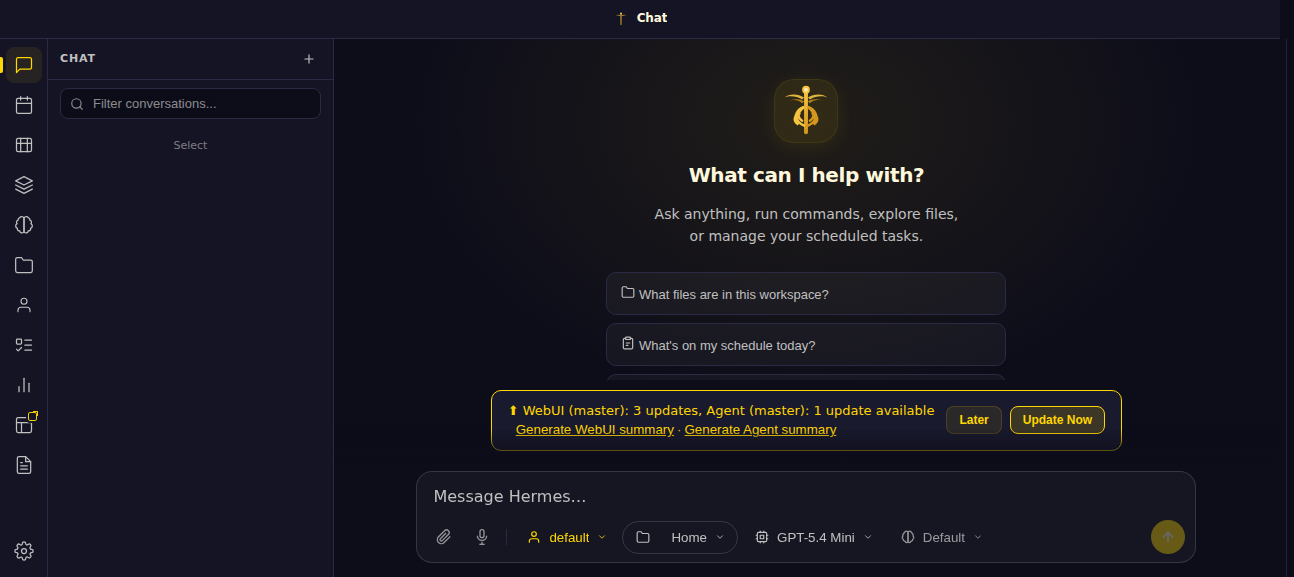 Chat
CHAT
Filter conversations...
Select
What can I help with?
Ask anything, run commands, explore files,
or manage your scheduled tasks.
What files are in this workspace?
What's on my schedule today?
WebUI (master): 3 updates, Agent (master): 1 update available
Generate WebUI summary · Generate Agent summary
Later
Update Now
Message Hermes...
default
Home
GPT-5.4 Mini
Default